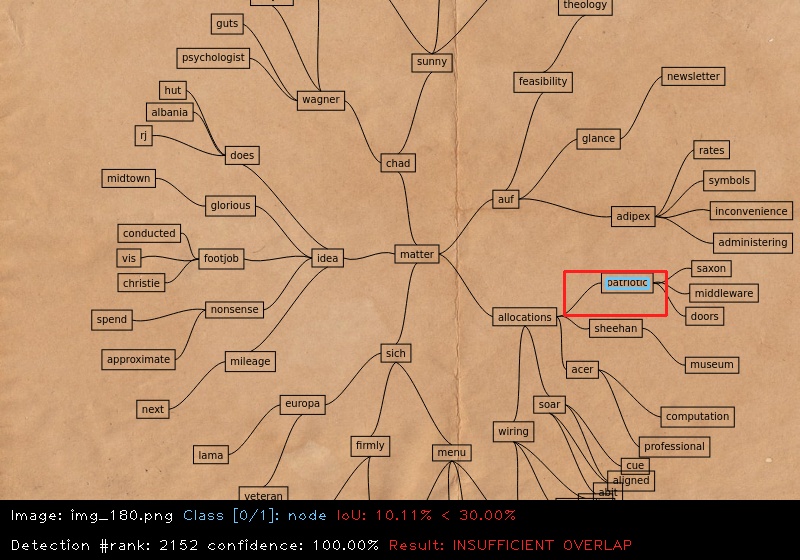 theology
guts
sunny
psychologist
newsletter
feasibility
hut
wagner
albania
rj
glance
rates
does
chad
midtown
symbols
auf
glorious
inconvenience
adipex
conducted
administering
matter
vis
footjob
idea
saxon
christie
patriotic
middleware
nonsense
doors
spend
allocations
sheehan
sich
approximate
mileage
museum
acer
next
europa
soar
computation
wiring
firmly
professional
lama
menu
cue
aligned
veteran
abit
Image: img_180.png Class [0/1]: node IoU: 10.11% < 30.00%
Detection #rank: 2152 confidence: 100.00% Result: INSUFFICIENT OVERLAP